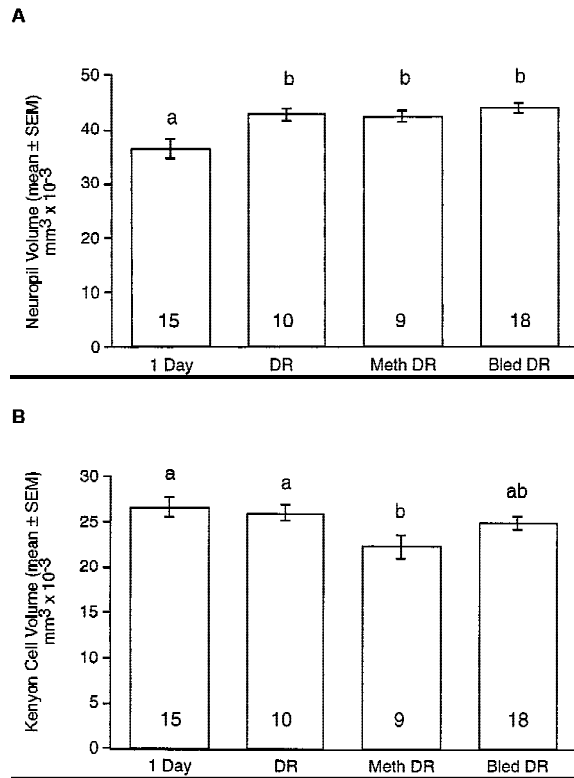 A
Neuropil Volume (mean ± SEM)
mm³ x 10-3
50
40
30
20
10
0
a
b
b
b
15
10
9
18
1 Day
DR
Meth DR
Bled DR
B
Kenyon Cell Volume (mean ± SEM)
mm³ x 10-3
30
25
20
15
10
5
0
a
a
b
ab
15
10
9
18
1 Day
DR
Meth DR
Bled DR